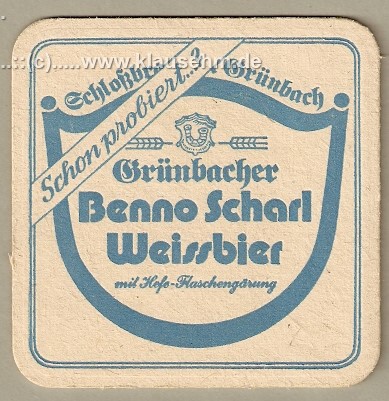 ..::(c).....www.klausehm.de
Schloßbr Grünbach
Schon probiert..?
Grünbacher
Benno Scharl
Weissbier
mit Hefe-Flaschengärung